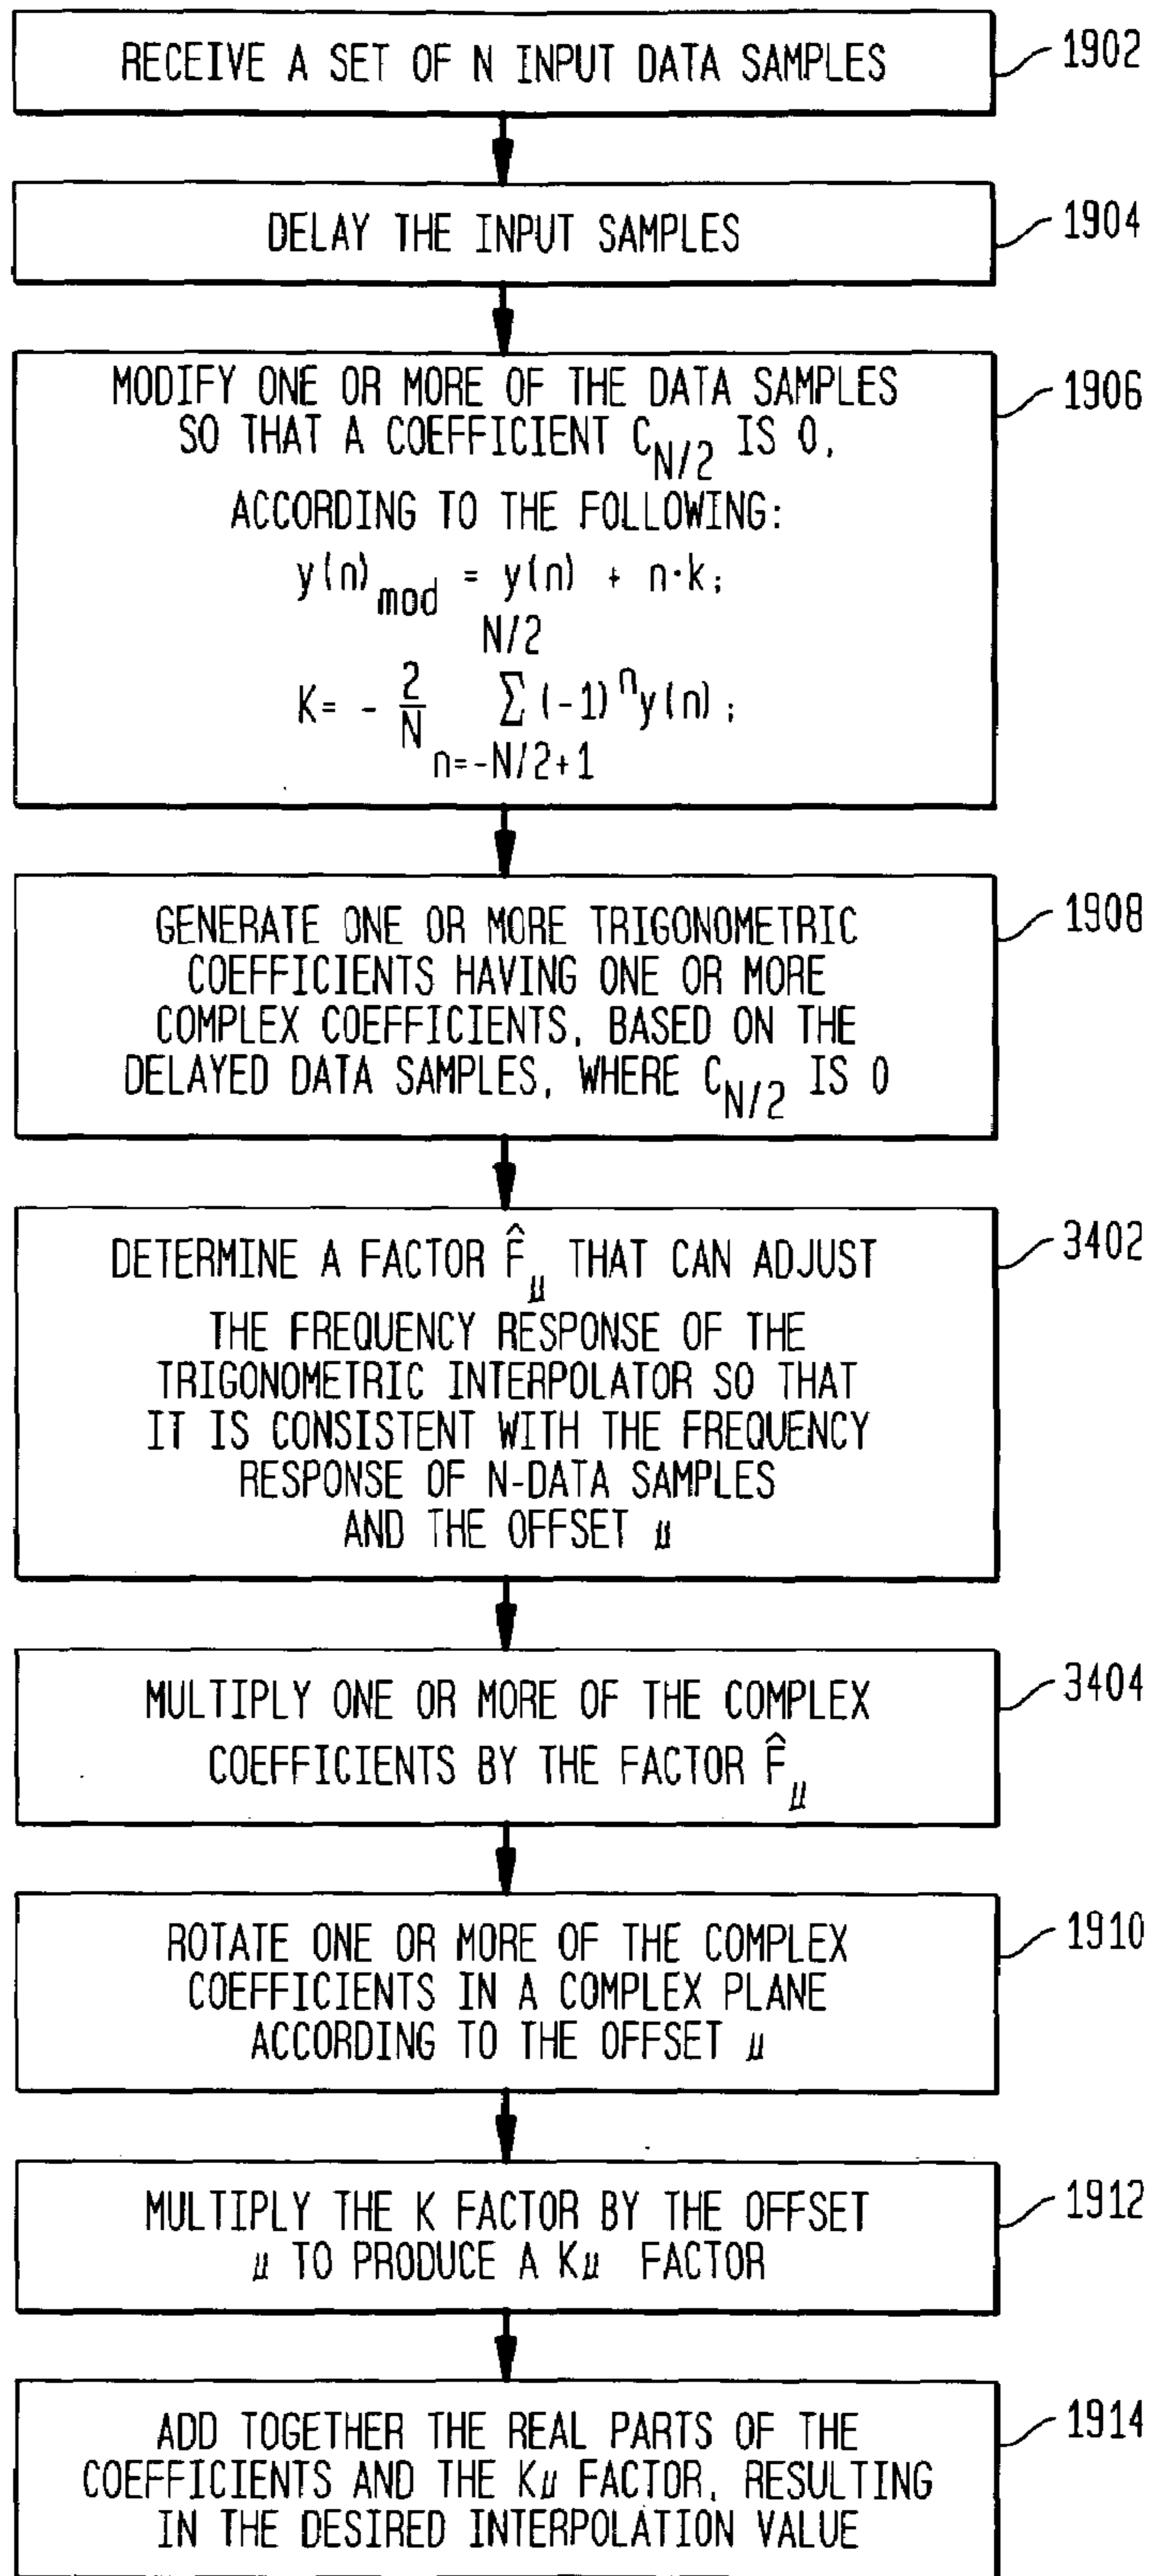 RECEIVE A SET OF N INPUT DATA SAMPLES
1902
DELAY THE INPUT SAMPLES
1904
MODIFY ONE OR MORE OF THE DATA SAMPLES
SO THAT A COEFFICIENT C_{N/2} IS 0,
ACCORDING TO THE FOLLOWING:
y(n)_{mod} = y(n) + n·k;
K = - \frac{2}{N} \sum_{n=-N/2+1}^{N/2} (-1)^n y(n);
1906
GENERATE ONE OR MORE TRIGONOMETRIC
COEFFICIENTS HAVING ONE OR MORE
COMPLEX COEFFICIENTS, BASED ON THE
DELAYED DATA SAMPLES, WHERE C_{N/2} IS 0
1908
DETERMINE A FACTOR F̂_μ THAT CAN ADJUST
THE FREQUENCY RESPONSE OF THE
TRIGONOMETRIC INTERPOLATOR SO THAT
IT IS CONSISTENT WITH THE FREQUENCY
RESPONSE OF N-DATA SAMPLES
AND THE OFFSET μ
3402
MULTIPLY ONE OR MORE OF THE COMPLEX
COEFFICIENTS BY THE FACTOR F̂_μ
3404
ROTATE ONE OR MORE OF THE COMPLEX
COEFFICIENTS IN A COMPLEX PLANE
ACCORDING TO THE OFFSET μ
1910
MULTIPLY THE K FACTOR BY THE OFFSET
μ TO PRODUCE A Kμ FACTOR
1912
ADD TOGETHER THE REAL PARTS OF THE
COEFFICIENTS AND THE Kμ FACTOR, RESULTING
IN THE DESIRED INTERPOLATION VALUE
1914